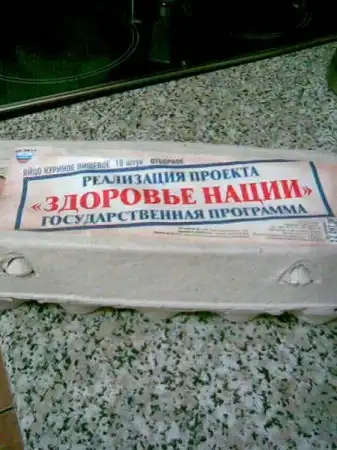 ЯЙЦО КУРИНОЕ ПИЩЕВОЕ 10 штук ОТБОРНОЕ
РЕАЛИЗАЦИЯ ПРОЕКТА
«ЗДОРОВЬЕ НАЦИИ»
ГОСУДАРСТВЕННАЯ ПРОГРАММА